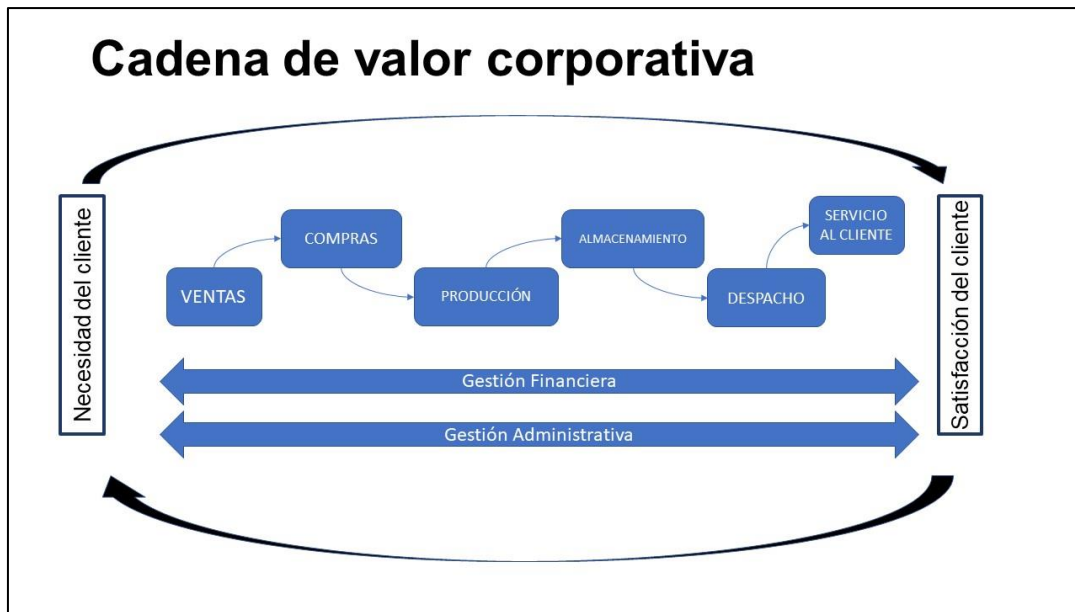 Cadena de valor corporativa
Necesidad del cliente
VENTAS
COMPRAS
PRODUCCIÓN
ALMACENAMIENTO
DESPACHO
SERVICIO
AL CLIENTE
Satisfacción del cliente
Gestión Financiera
Gestión Administrativa